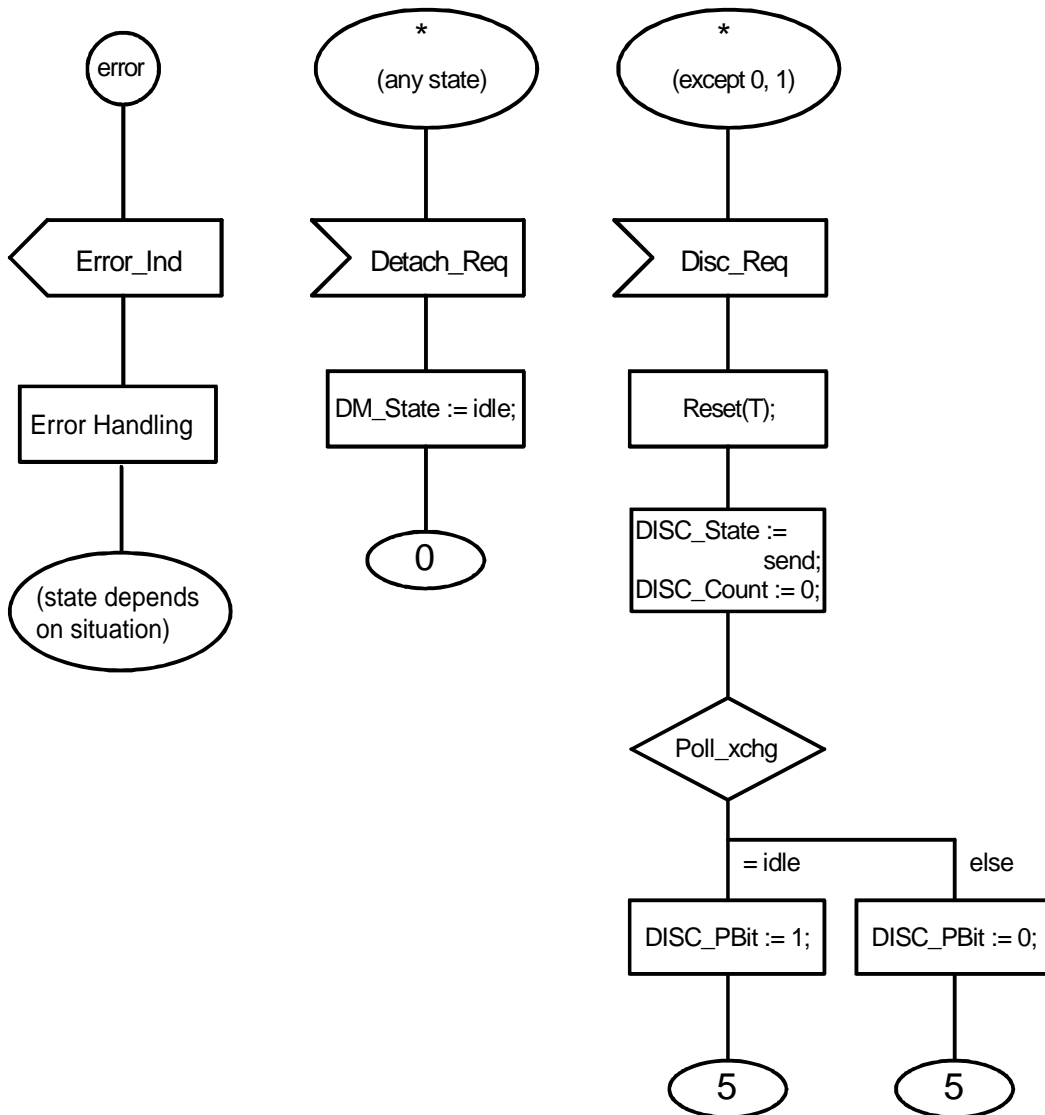 error
Error_Ind
Error Handling
(state depends
on situation)
*
(any state)
Detach_Req
DM_State := idle;
0
*
(except 0, 1)
Disc_Req
Reset(T);
DISC_State :=
send;
DISC_Count := 0;
Poll_xchg
= idle
else
DISC_PBit := 1;
DISC_PBit := 0;
5
5